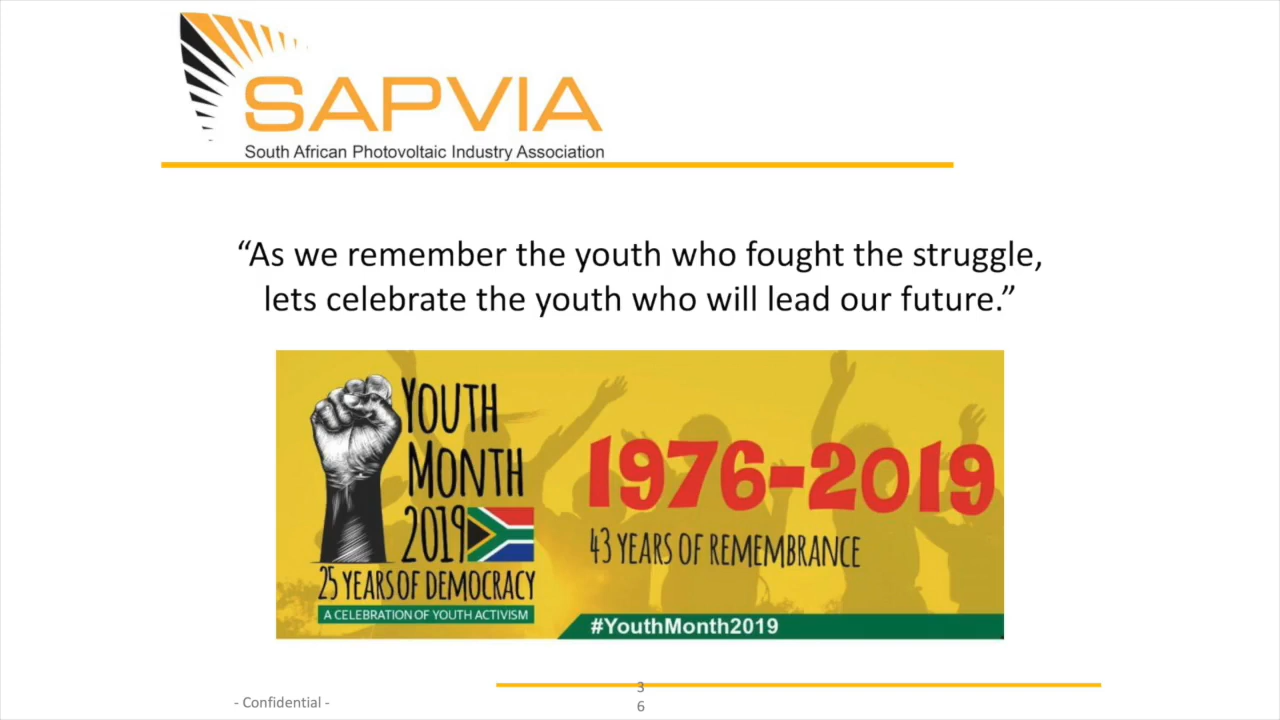 SAPVIA
South African Photovoltaic Industry Association
“As we remember the youth who fought the struggle,
lets celebrate the youth who will lead our future.”
YOUTH
MONTH
2019
25 YEARS OF DEMOCRACY
A CELEBRATION OF YOUTH ACTIVISM
1976-2019
43 YEARS OF REMEMBRANCE
#YouthMonth2019
- Confidential -
3
6